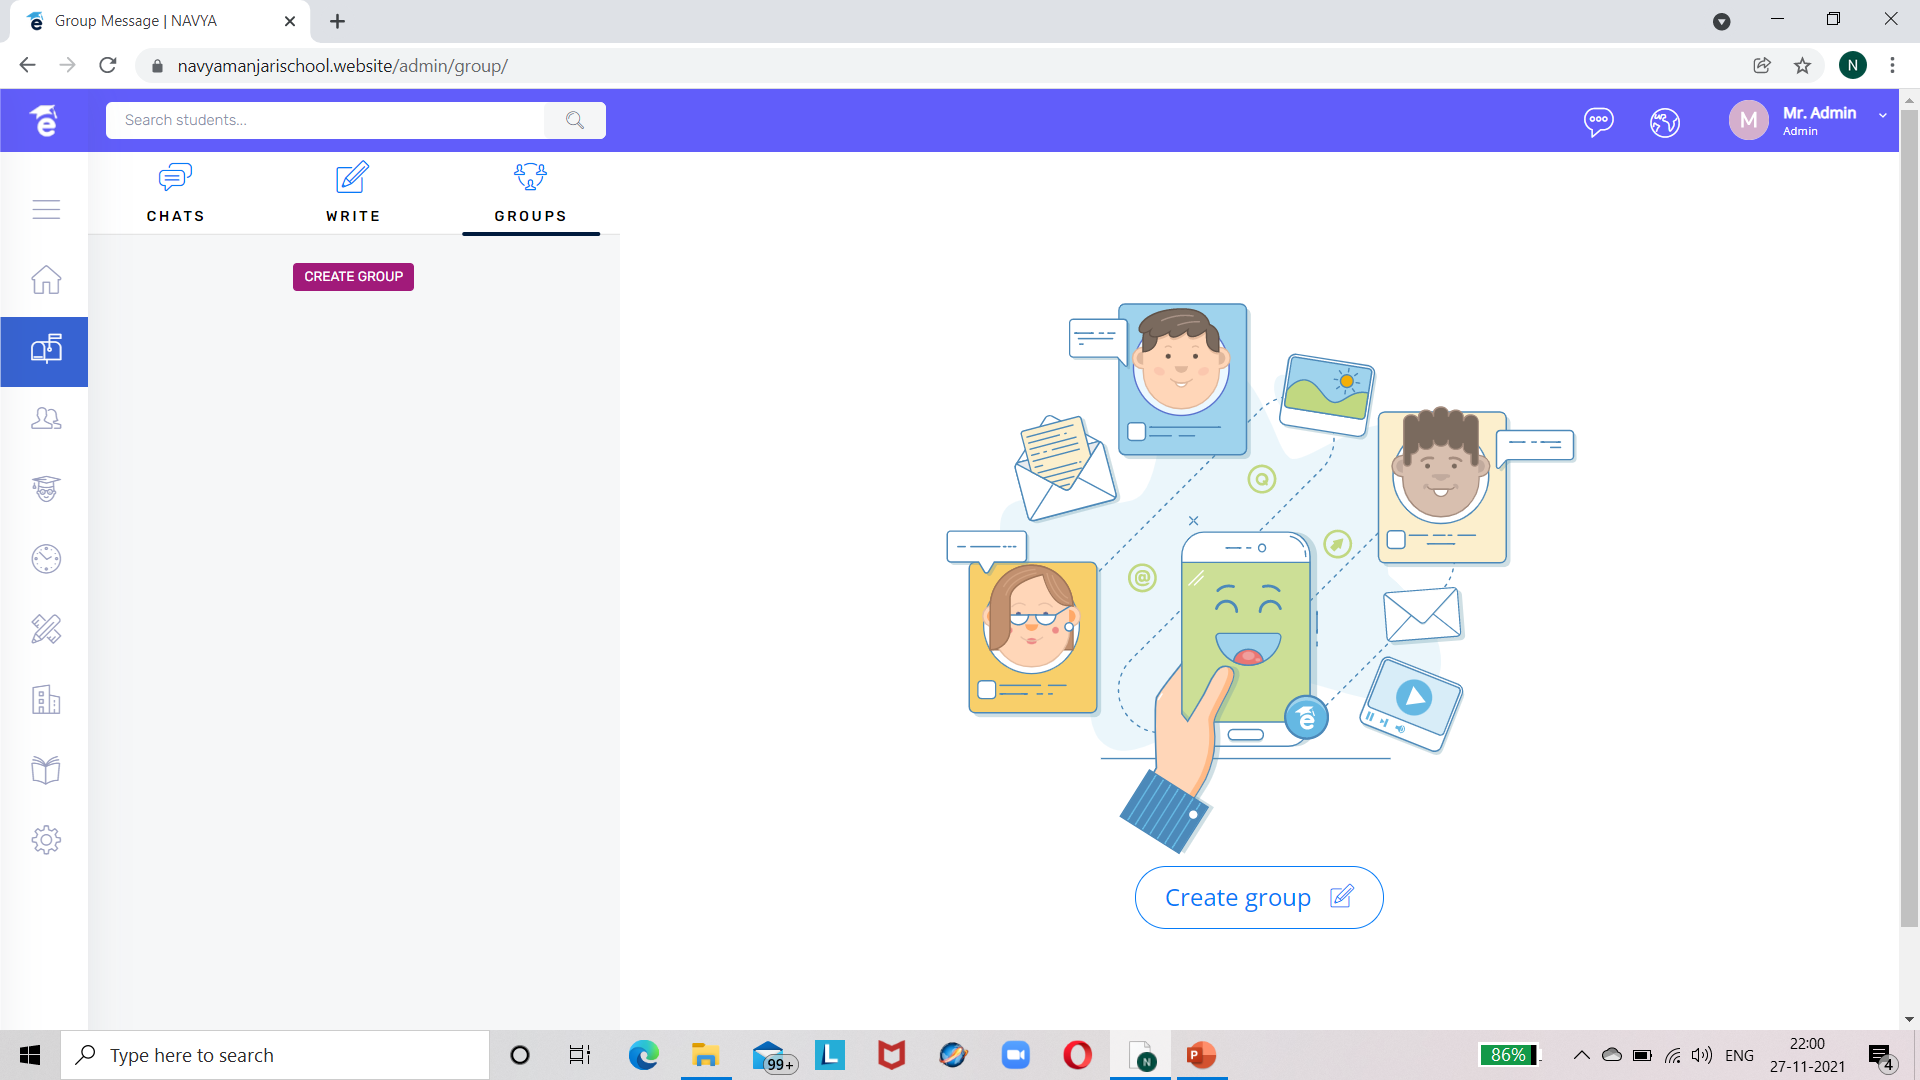 Group Message | NAVYA
navyamanjarischool.website/admin/group/
N
e
Search students...
M
Mr. Admin
Admin
CHATS
WRITE
GROUPS
CREATE GROUP
Q
@
e
Create group
Type here to search
99+
L
N
P
86%
ENG
22:00
27-11-2021
4